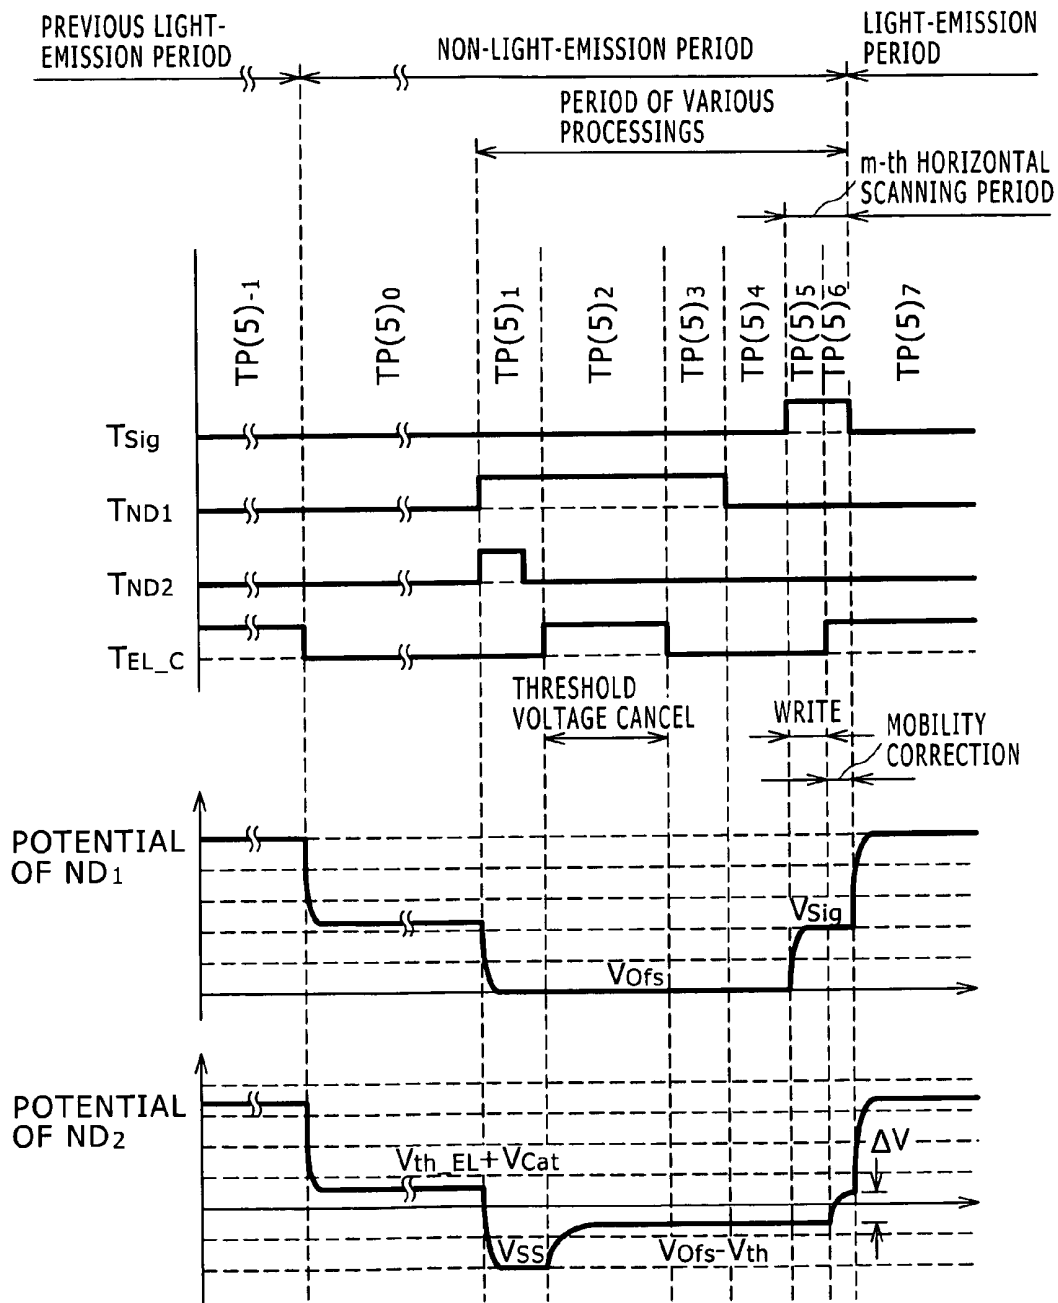 PREVIOUS LIGHT-
EMISSION PERIOD
NON-LIGHT-EMISSION PERIOD
LIGHT-EMISSION
PERIOD
PERIOD OF VARIOUS
PROCESSINGS
m-th HORIZONTAL
SCANNING PERIOD
TP(5)-1
TP(5)0
TP(5)1
TP(5)2
TP(5)3
TP(5)4
TP(5)5
TP(5)6
TP(5)7
TSig
TND1
TND2
TEL_C
THRESHOLD
VOLTAGE CANCEL
WRITE
MOBILITY
CORRECTION
POTENTIAL
OF ND1
VSig
VOfs
POTENTIAL
OF ND2
Vth_EL+VCat
ΔV
VSS
VOfs-Vth